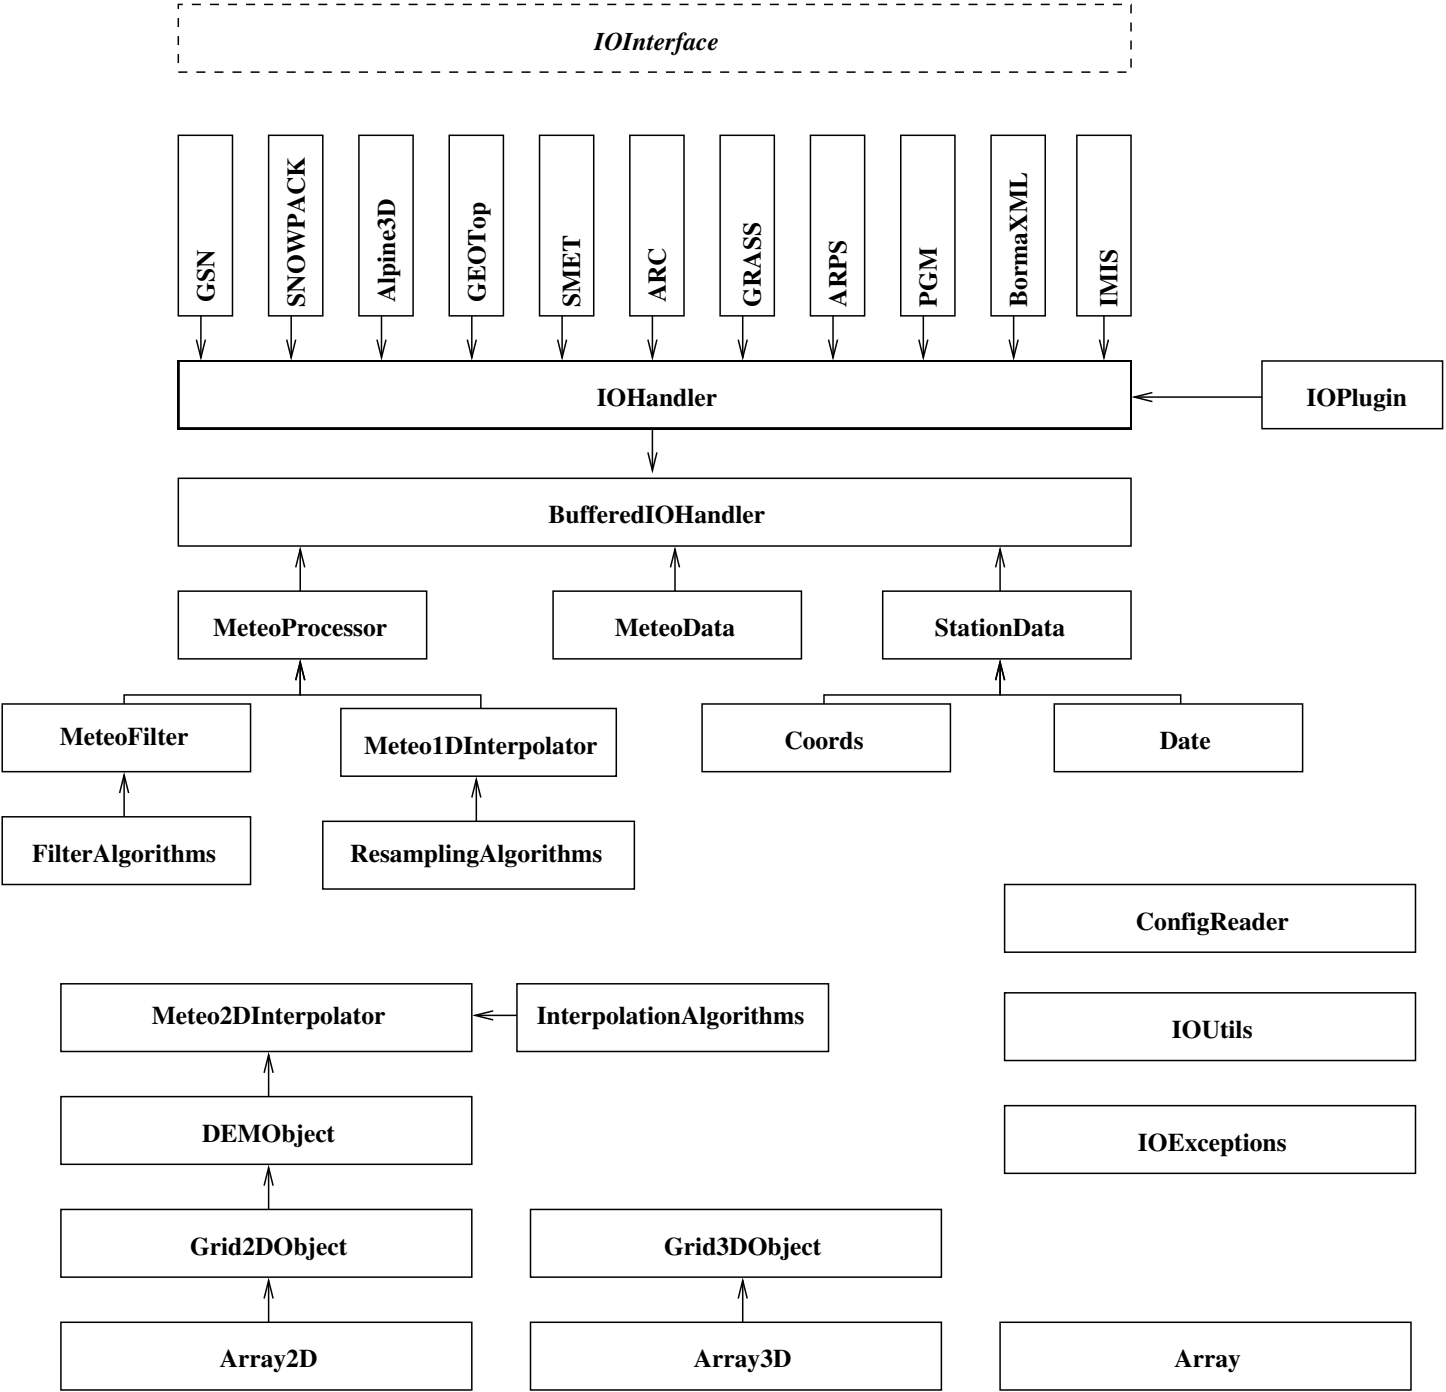 IOInterface
GSN
SNOWPACK
Alpine3D
GEOTop
SMET
ARC
GRASS
ARPS
PGM
BormaXML
IMIS
IOHandler
IOPlugin
BufferedIOHandler
MeteoProcessor
MeteoData
StationData
MeteoFilter
Meteo1DInterpolator
Coords
Date
FilterAlgorithms
ResamplingAlgorithms
ConfigReader
Meteo2DInterpolator
InterpolationAlgorithms
IOUtils
DEMObject
IOExceptions
Grid2DObject
Grid3DObject
Array2D
Array3D
Array